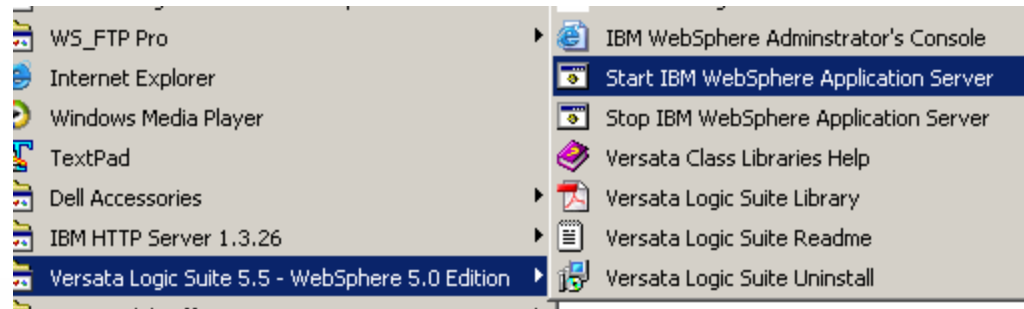 WS_FTP Pro
Internet Explorer
Windows Media Player
TextPad
Dell Accessories
IBM HTTP Server 1.3.26
Versata Logic Suite 5.5 - WebSphere 5.0 Edition
IBM WebSphere Adminstrator's Console
Start IBM WebSphere Application Server
Stop IBM WebSphere Application Server
Versata Class Libraries Help
Versata Logic Suite Library
Versata Logic Suite Readme
Versata Logic Suite Uninstall